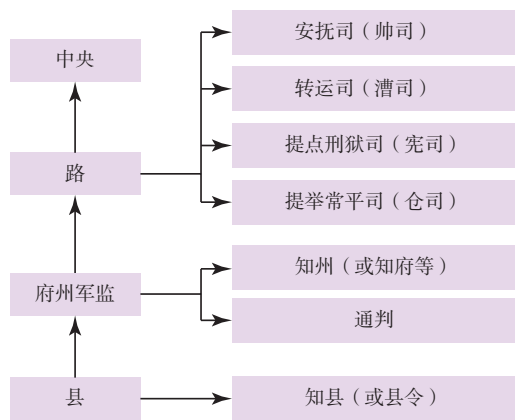 中央
路
府州军监
县
安抚司（帅司）
转运司（漕司）
提点刑狱司（宪司）
提举常平司（仓司）
知州（或知府等）
通判
知县（或县令）